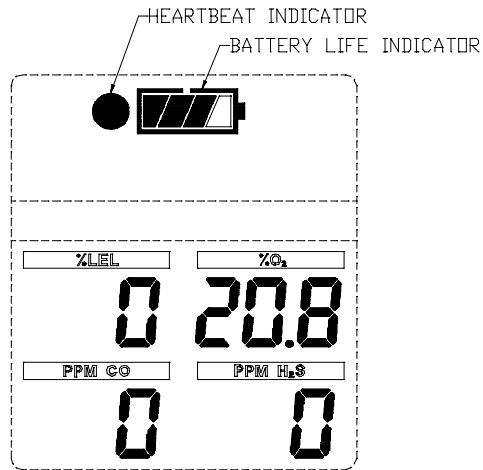 HEARTBEAT INDICATOR
BATTERY LIFE INDICATOR
%LEL %O₂
0 20.8
PPM CO PPM H₂S
0 0